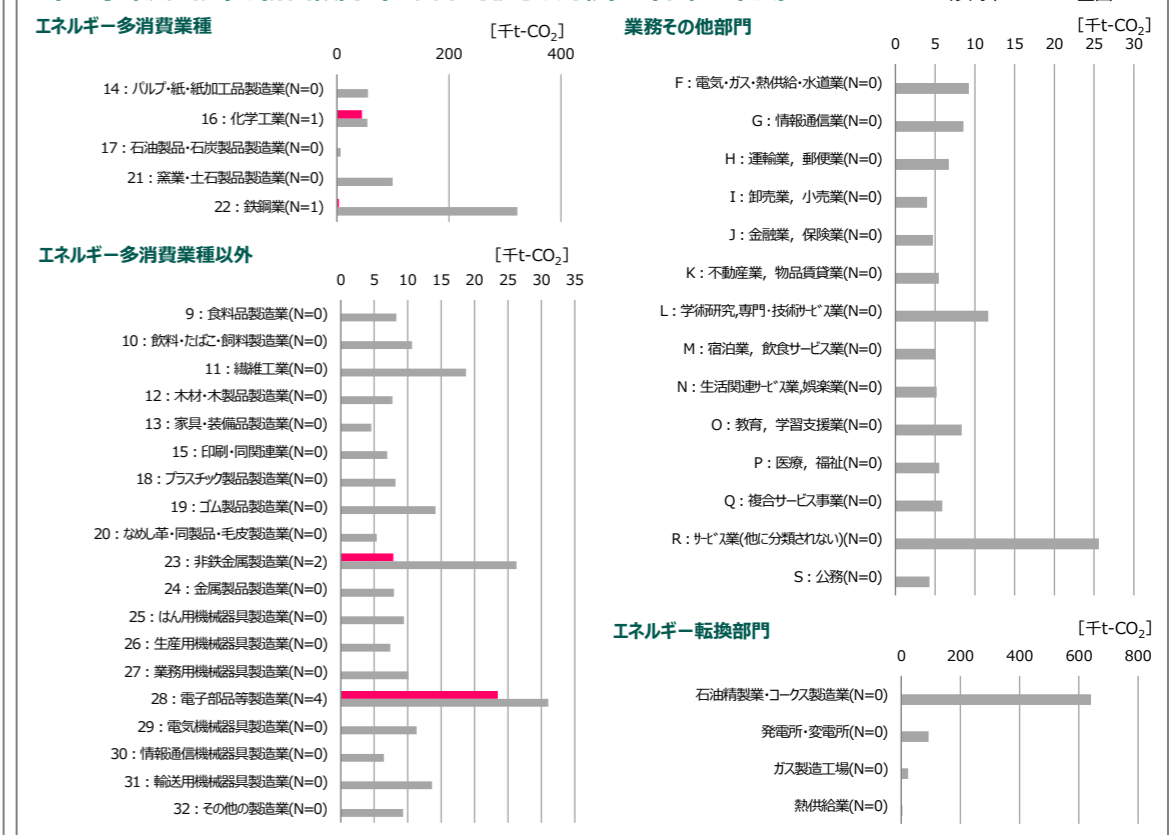 エネルギー多消費業種
[千t-CO2]
0 200 400
14：パルプ・紙・紙加工品製造業(N=0)
16：化学工業(N=1)
17：石油製品・石炭製品製造業(N=0)
21：窯業・土石製品製造業(N=0)
22：鉄鋼業(N=1)
エネルギー多消費業種以外
[千t-CO2]
0 5 10 15 20 25 30 35
9：食料品製造業(N=0)
10：飲料・たばこ・飼料製造業(N=0)
11：繊維工業(N=0)
12：木材・木製品製造業(N=0)
13：家具・装備品製造業(N=0)
15：印刷・同関連業(N=0)
18：プラスチック製品製造業(N=0)
19：ゴム製品製造業(N=0)
20：なめし革・同製品・毛皮製造業(N=0)
23：非鉄金属製造業(N=2)
24：金属製品製造業(N=0)
25：はん用機械器具製造業(N=0)
26：生産用機械器具製造業(N=0)
27：業務用機械器具製造業(N=0)
28：電子部品等製造業(N=4)
29：電気機械器具製造業(N=0)
30：情報通信機械器具製造業(N=0)
31：輸送用機械器具製造業(N=0)
32：その他の製造業(N=0)
業務その他部門
[千t-CO2]
0 5 10 15 20 25 30
F：電気・ガス・熱供給・水道業(N=0)
G：情報通信業(N=0)
H：運輸業，郵便業(N=0)
I：卸売業，小売業(N=0)
J：金融業，保険業(N=0)
K：不動産業，物品賃貸業(N=0)
L：学術研究,専門・技術ｻｰﾋﾞｽ業(N=0)
M：宿泊業，飲食サービス業(N=0)
N：生活関連ｻｰﾋﾞｽ業,娯楽業(N=0)
O：教育，学習支援業(N=0)
P：医療，福祉(N=0)
Q：複合サービス事業(N=0)
R：ｻｰﾋﾞｽ業(他に分類されない)(N=0)
S：公務(N=0)
エネルギー転換部門
[千t-CO2]
0 200 400 600 800
石油精製業・コークス製造業(N=0)
発電所・変電所(N=0)
ガス製造工場(N=0)
熱供給業(N=0)